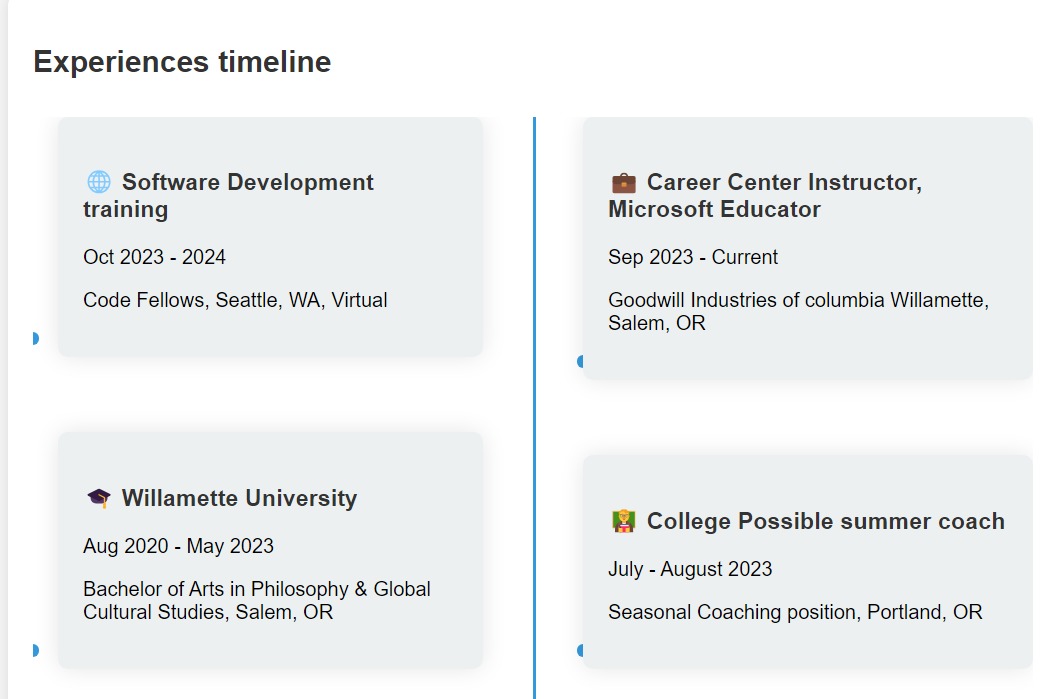 Experiences timeline
Software Development
training
Oct 2023 - 2024
Code Fellows, Seattle, WA, Virtual
Willamette University
Aug 2020 - May 2023
Bachelor of Arts in Philosophy & Global
Cultural Studies, Salem, OR
Career Center Instructor,
Microsoft Educator
Sep 2023 - Current
Goodwill Industries of columbia Willamette,
Salem, OR
College Possible summer coach
July - August 2023
Seasonal Coaching position, Portland, OR